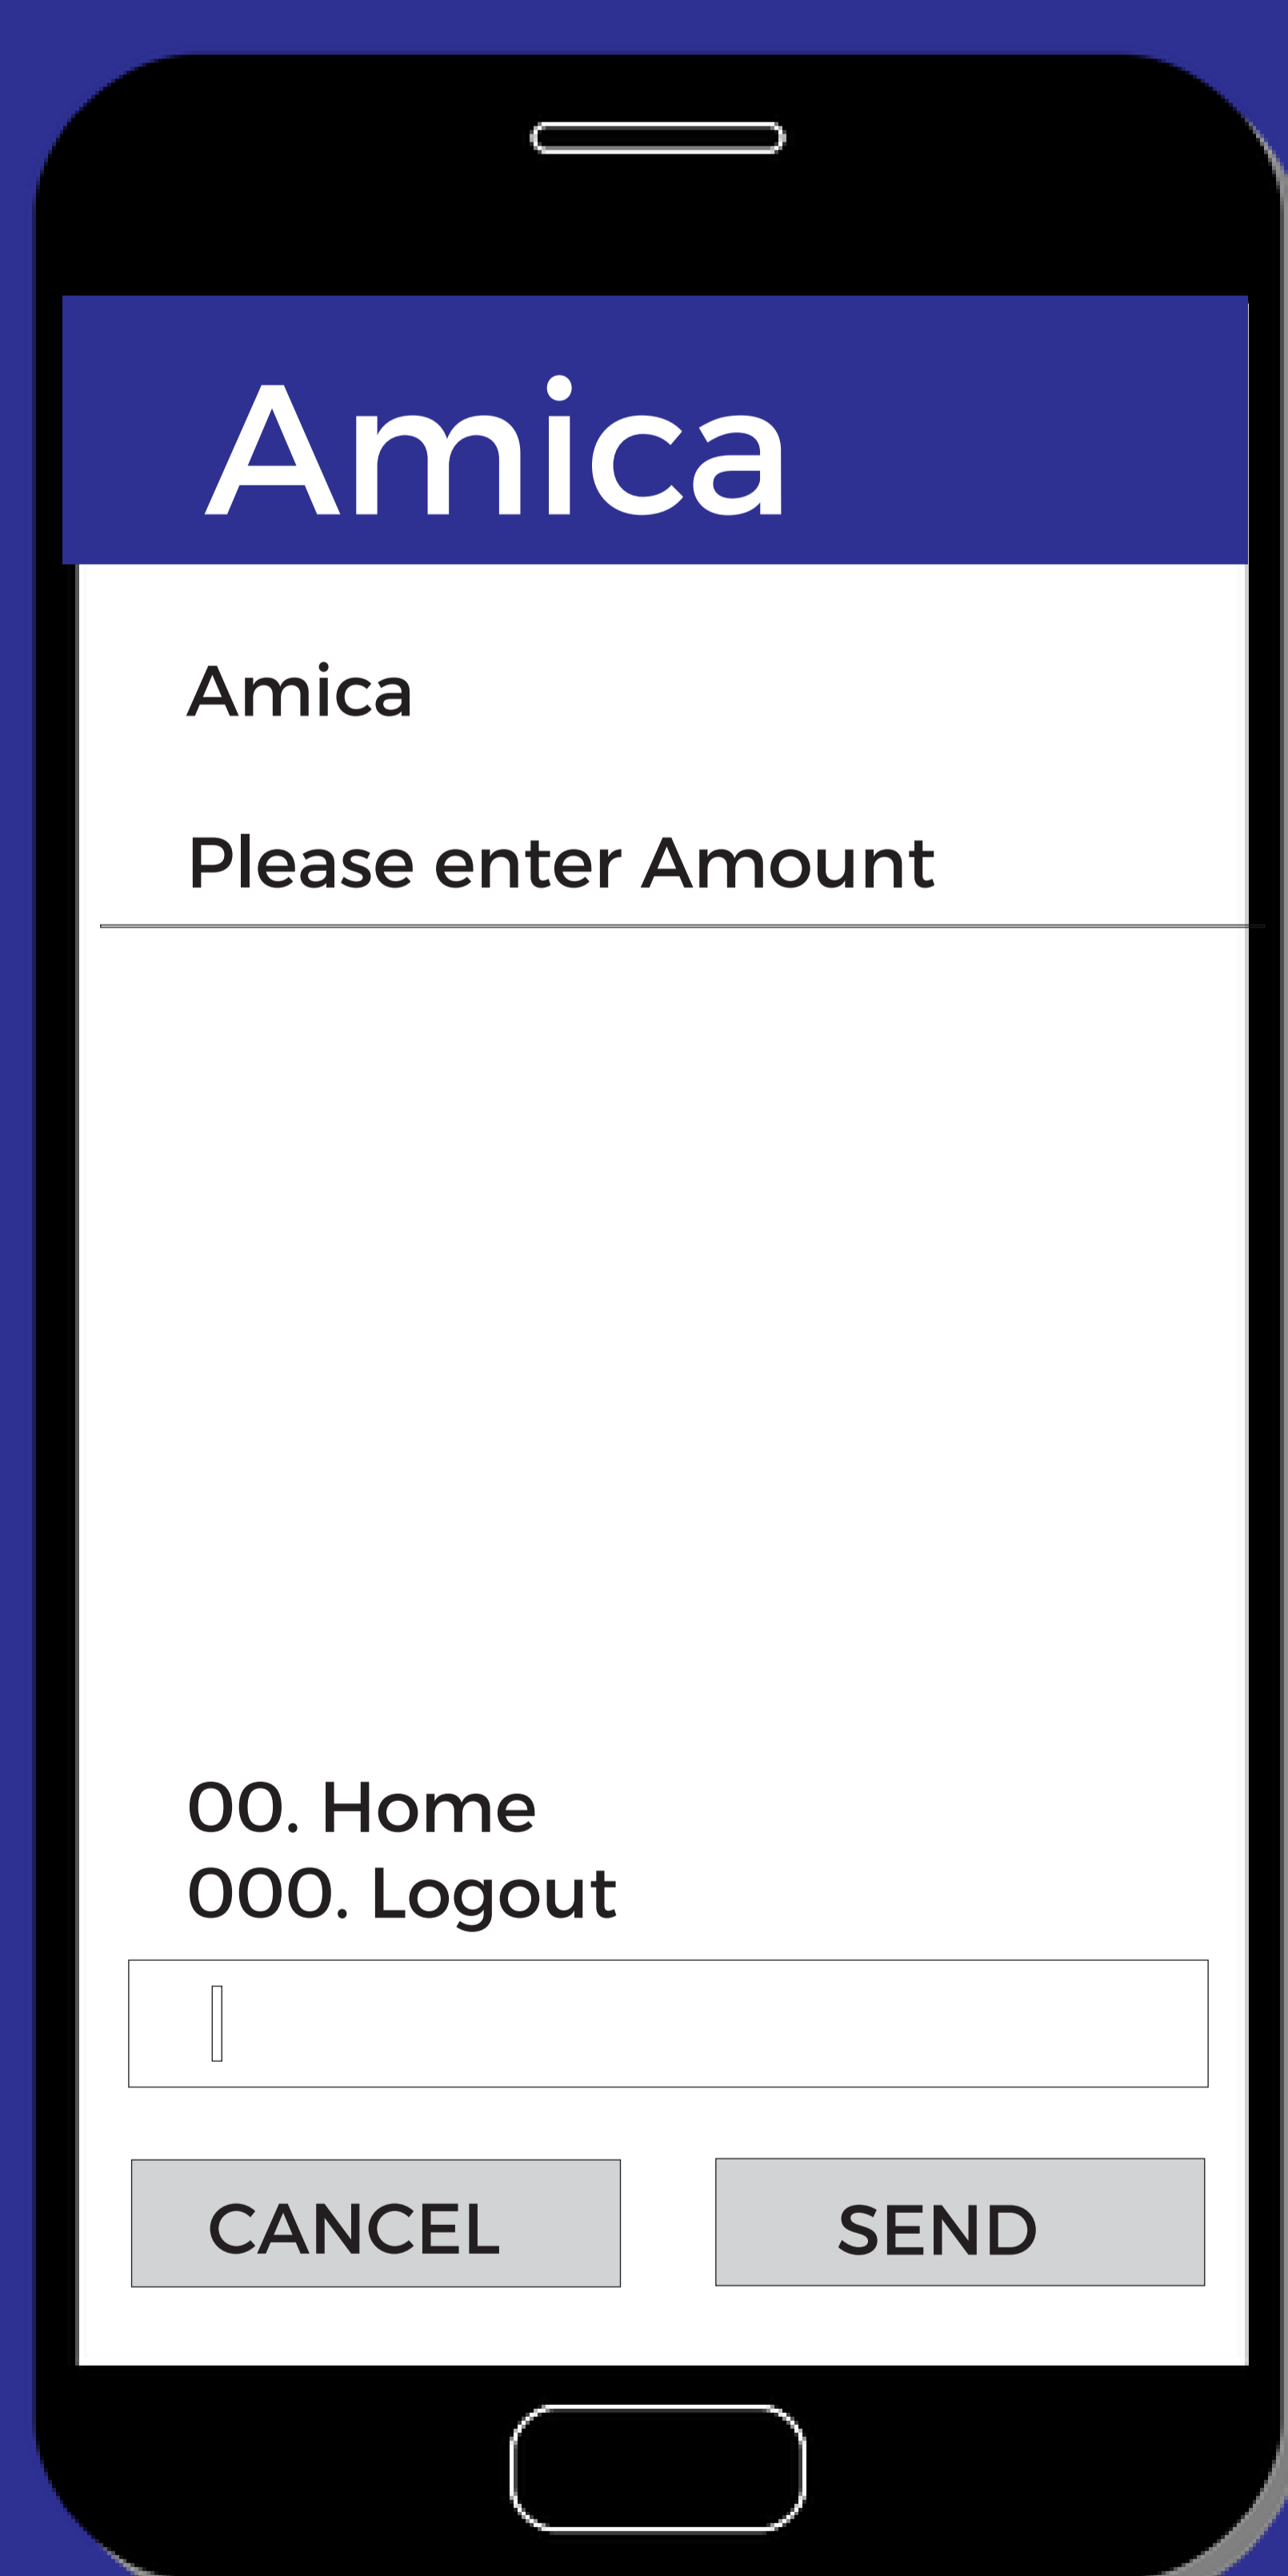 Amica
Amica
Please enter Amount
00. Home
000. Logout
CANCEL
SEND